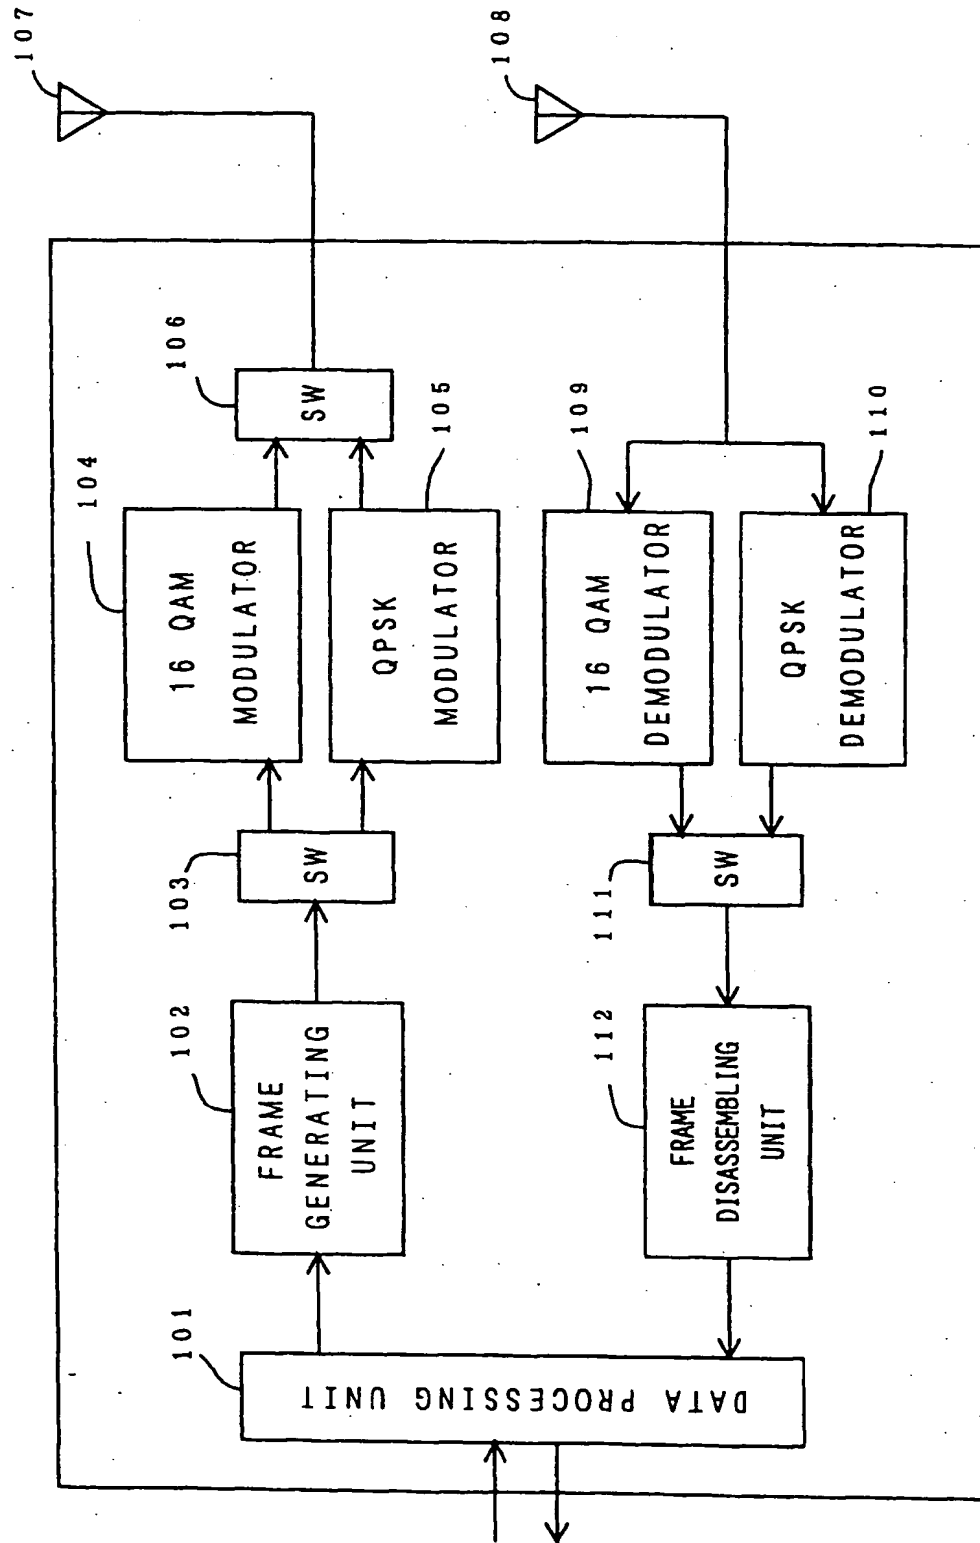 101
DATA PROCESSING UNIT
102
FRAME
GENERATING
UNIT
103
SW
104
16 QAM
MODULATOR
105
QPSK
MODULATOR
106
SW
107
108
109
16 QAM
DEMODULATOR
110
QPSK
DEMODULATOR
111
SW
112
FRAME
DISASSEMBLING
UNIT